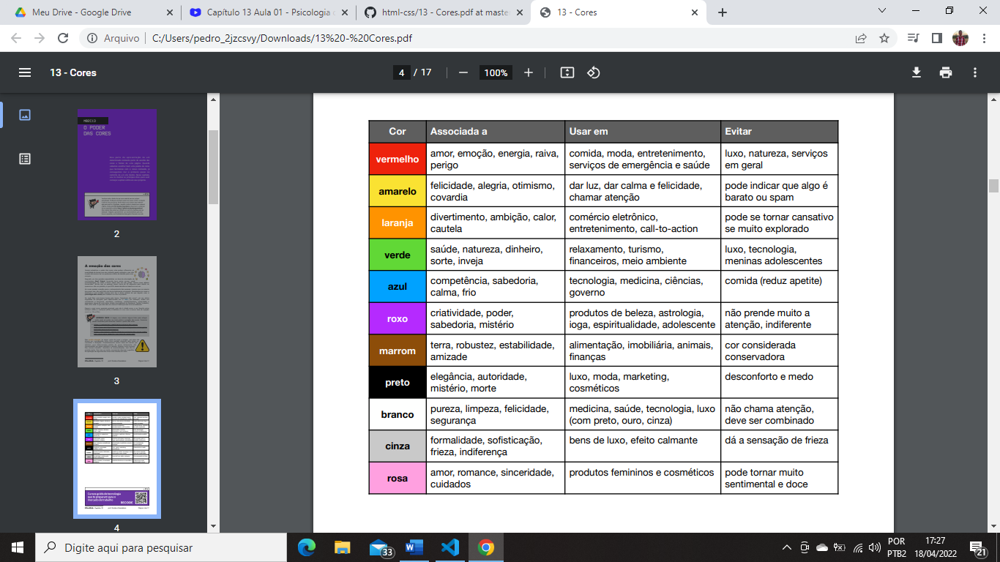 Meu Drive - Google Drive
Capítulo 13 Aula 01 - Psicologia
html-css/13 - Cores.pdf at maste
13 - Cores
Arquivo
C:/Users/pedro_2jzcsvy/Downloads/13%20-%20Cores.pdf
13 - Cores
4 / 17
100%
O PODER
DAS CORES
2
A emoção das cores
3
RECODE
4
Cor Associada a Usar em Evitar
vermelho
amor, emoção, energia, raiva,
perigo
comida, moda, entretenimento,
serviços de emergência e saúde
luxo, natureza, serviços
em geral
amarelo
felicidade, alegria, otimismo,
covardia
dar luz, dar calma e felicidade,
chamar atenção
pode indicar que algo é
barato ou spam
laranja
divertimento, ambição, calor,
cautela
comércio eletrônico,
entretenimento, call-to-action
pode se tornar cansativo
se muito explorado
verde
saúde, natureza, dinheiro,
sorte, inveja
relaxamento, turismo,
financeiros, meio ambiente
luxo, tecnologia,
meninas adolescentes
azul
competência, sabedoria,
calma, frio
tecnologia, medicina, ciências,
governo
comida (reduz apetite)
roxo
criatividade, poder,
sabedoria, mistério
produtos de beleza, astrologia,
ioga, espiritualidade, adolescente
não prende muito a
atenção, indiferente
marrom
terra, robustez, estabilidade,
amizade
alimentação, imobiliária, animais,
finanças
cor considerada
conservadora
preto
elegância, autoridade,
mistério, morte
luxo, moda, marketing,
cosméticos
desconforto e medo
branco
pureza, limpeza, felicidade,
segurança
medicina, saúde, tecnologia, luxo
(com preto, ouro, cinza)
não chama atenção,
deve ser combinado
cinza
formalidade, sofisticação,
frieza, indiferença
bens de luxo, efeito calmante
dá a sensação de frieza
rosa
amor, romance, sinceridade,
cuidados
produtos femininos e cosméticos
pode tornar muito
sentimental e doce
Digite aqui para pesquisar
33
POR
PTB2
17:27
18/04/2022
21